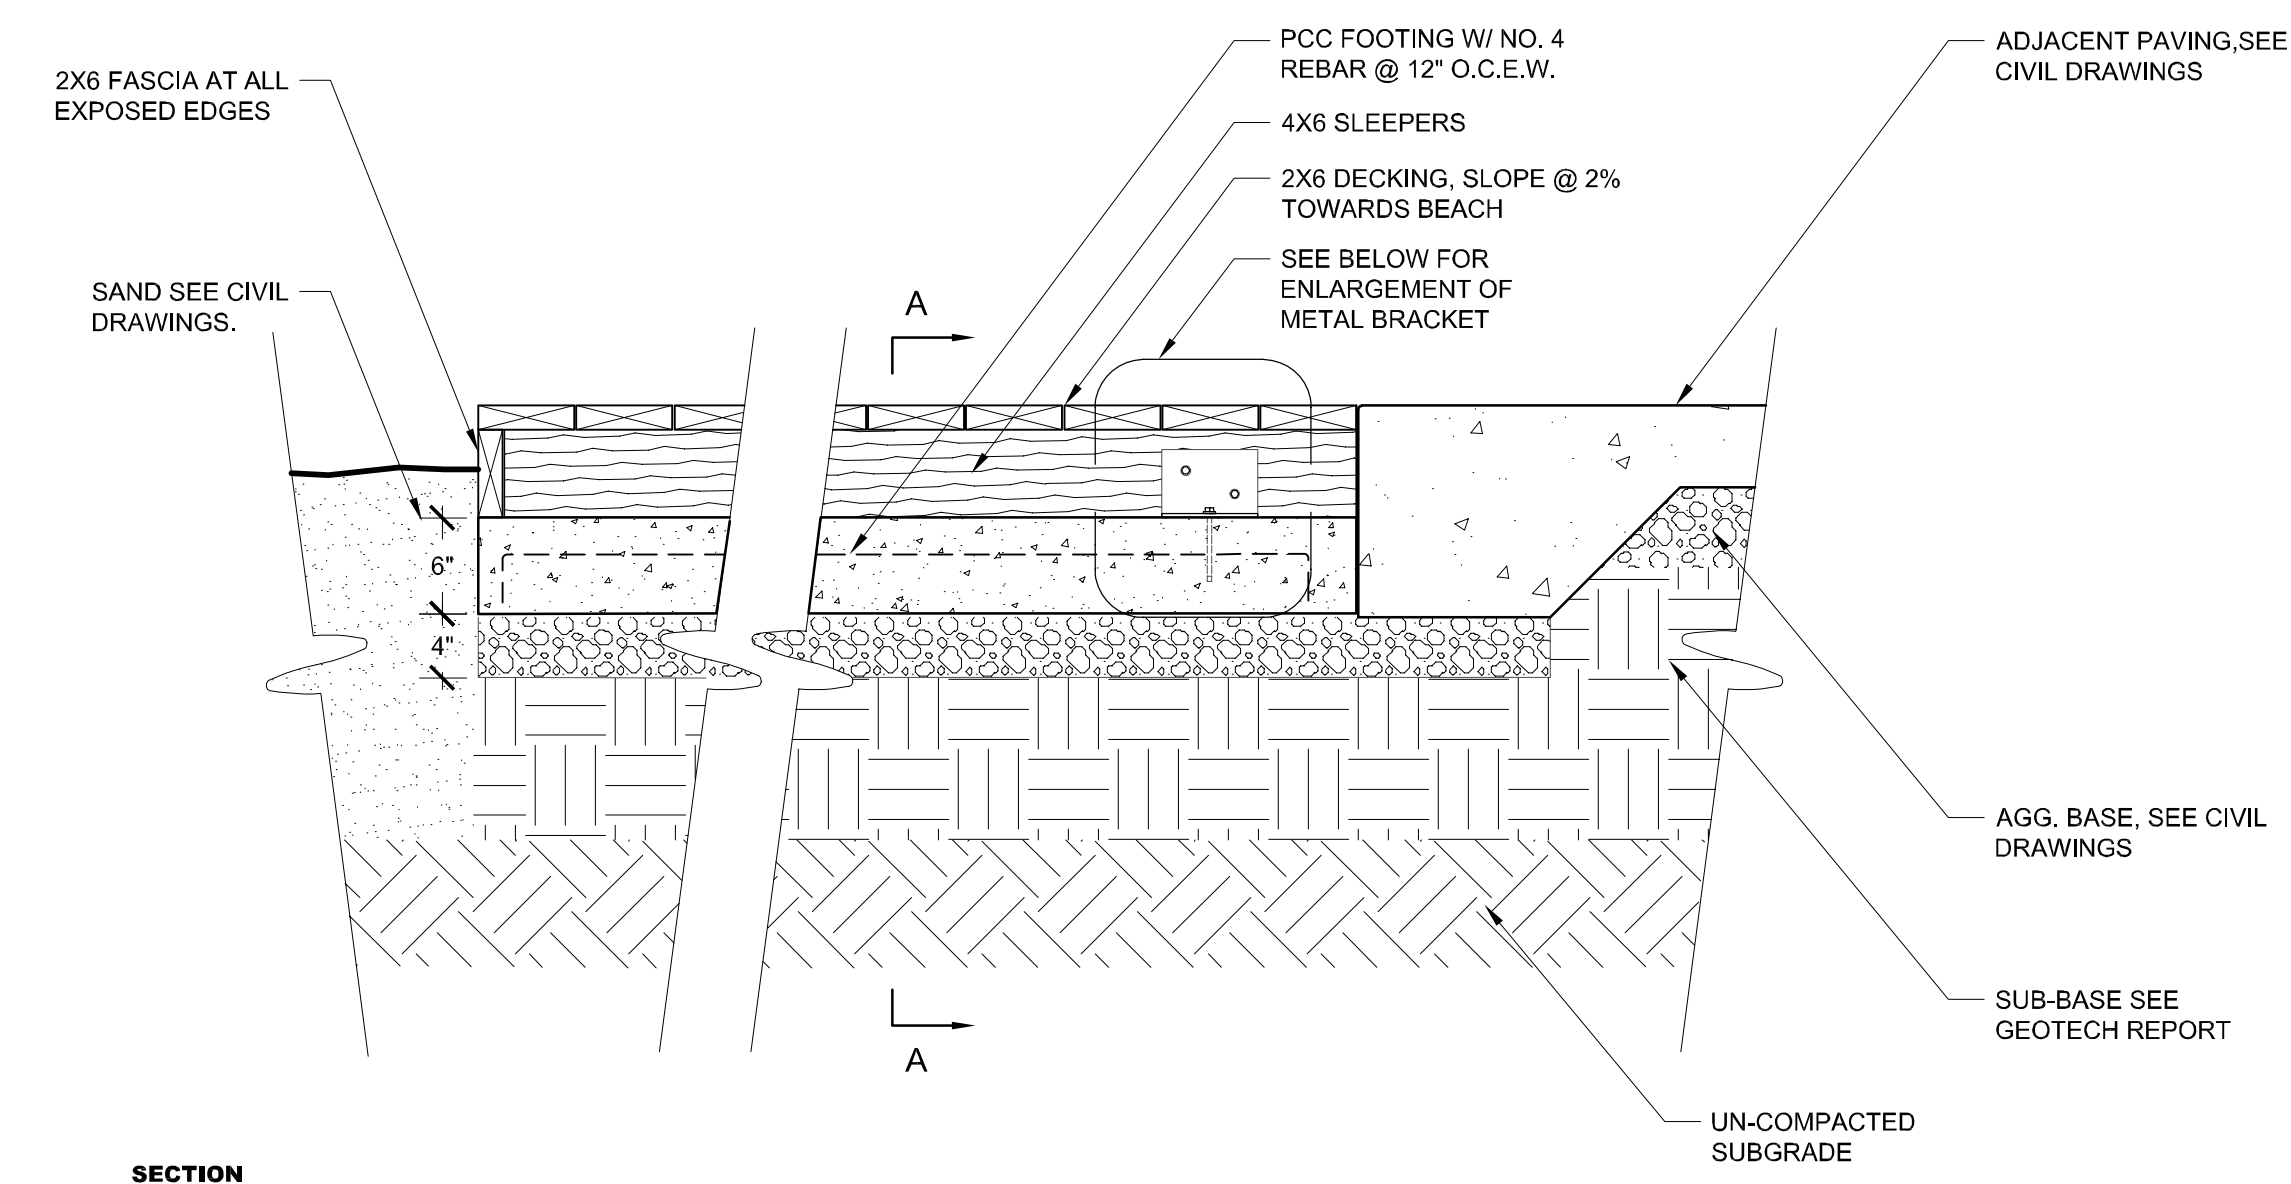 PCC FOOTING W/ NO. 4
REBAR @ 12" O.C.E.W.
ADJACENT PAVING,SEE
CIVIL DRAWINGS
2X6 FASCIA AT ALL
EXPOSED EDGES
4X6 SLEEPERS
2X6 DECKING, SLOPE @ 2%
TOWARDS BEACH
SEE BELOW FOR
ENLARGEMENT OF
METAL BRACKET
SAND SEE CIVIL
DRAWINGS.
A
6"
4"
AGG. BASE, SEE CIVIL
DRAWINGS
SUB-BASE SEE
GEOTECH REPORT
A
UN-COMPACTED
SUBGRADE
SECTION